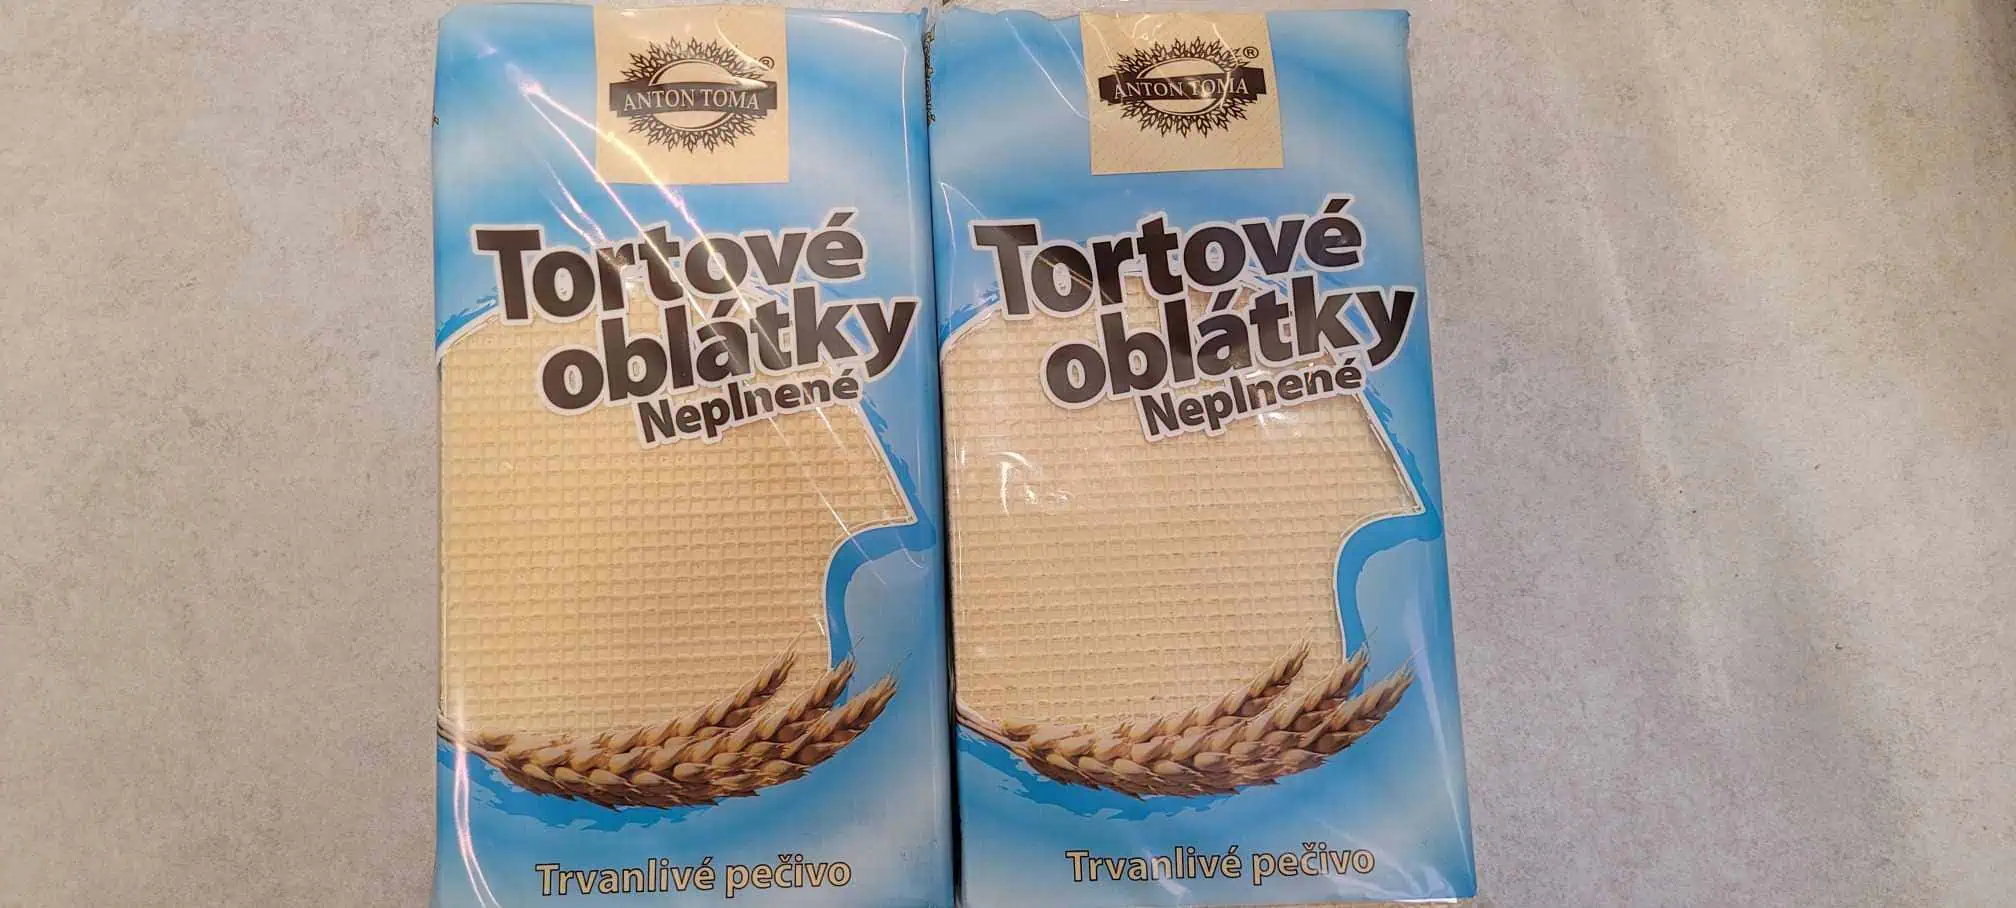 ANTON TOMA ®
Tortové
oblátky
Neplnené
Trvanlivé pečivo
ANTON TOMA ®
Tortové
oblátky
Neplnené
Trvanlivé pečivo